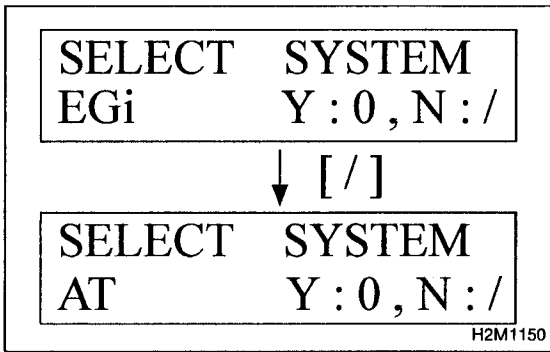 SELECT SYSTEM
EGi Y : 0 , N : /
[ / ]
SELECT SYSTEM
AT Y : 0 , N : /
H2M1150